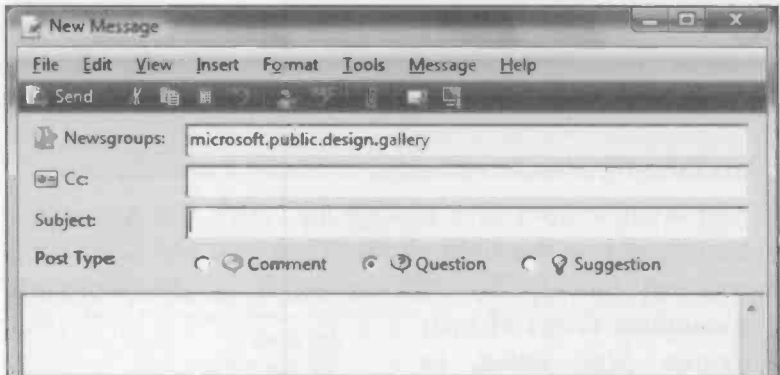 New Message
File Edit View Insert Format Tools Message Help
Send
Newsgroups: microsoft.public.design.gallery
Cc:
Subject:
Post Type: Comment Question Suggestion